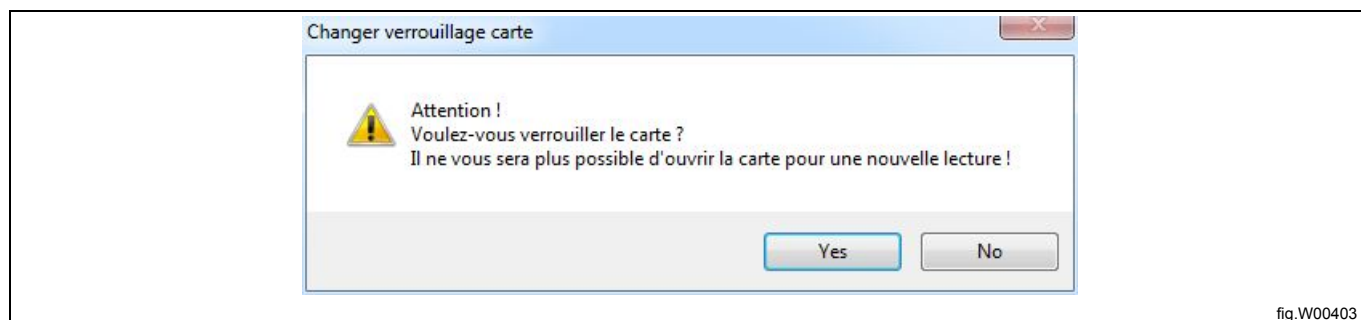 Changer verrouillage carte
Attention !
Voulez-vous verrouiller le carte ?
Il ne vous sera plus possible d'ouvrir la carte pour une nouvelle lecture !
Yes
No
fig.W00403